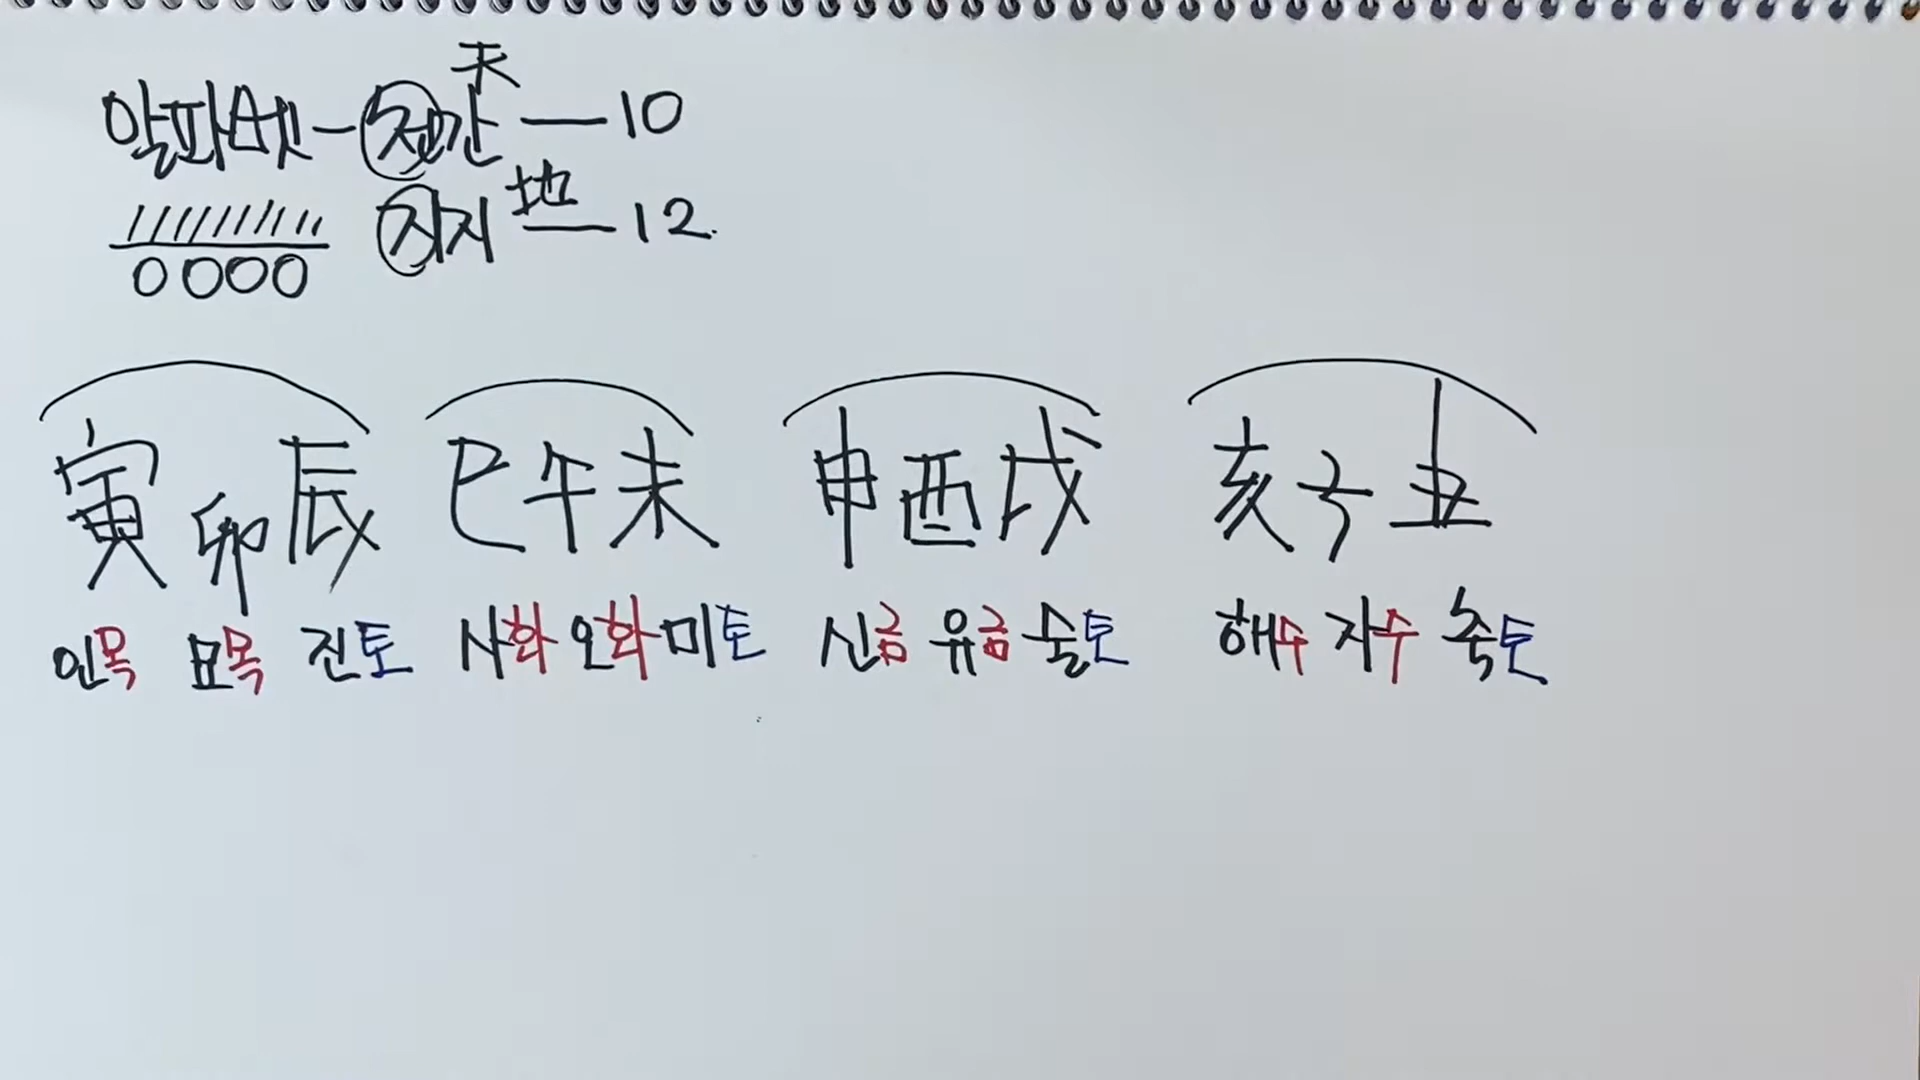 天
알파벳 - 천간 — 10
地
지지 — 12.
0000
寅卯辰 巳午未 申酉戌 亥子丑
인목 묘목 진토 사화 오화 미토 신금 유금 술토 해수 자수 축토